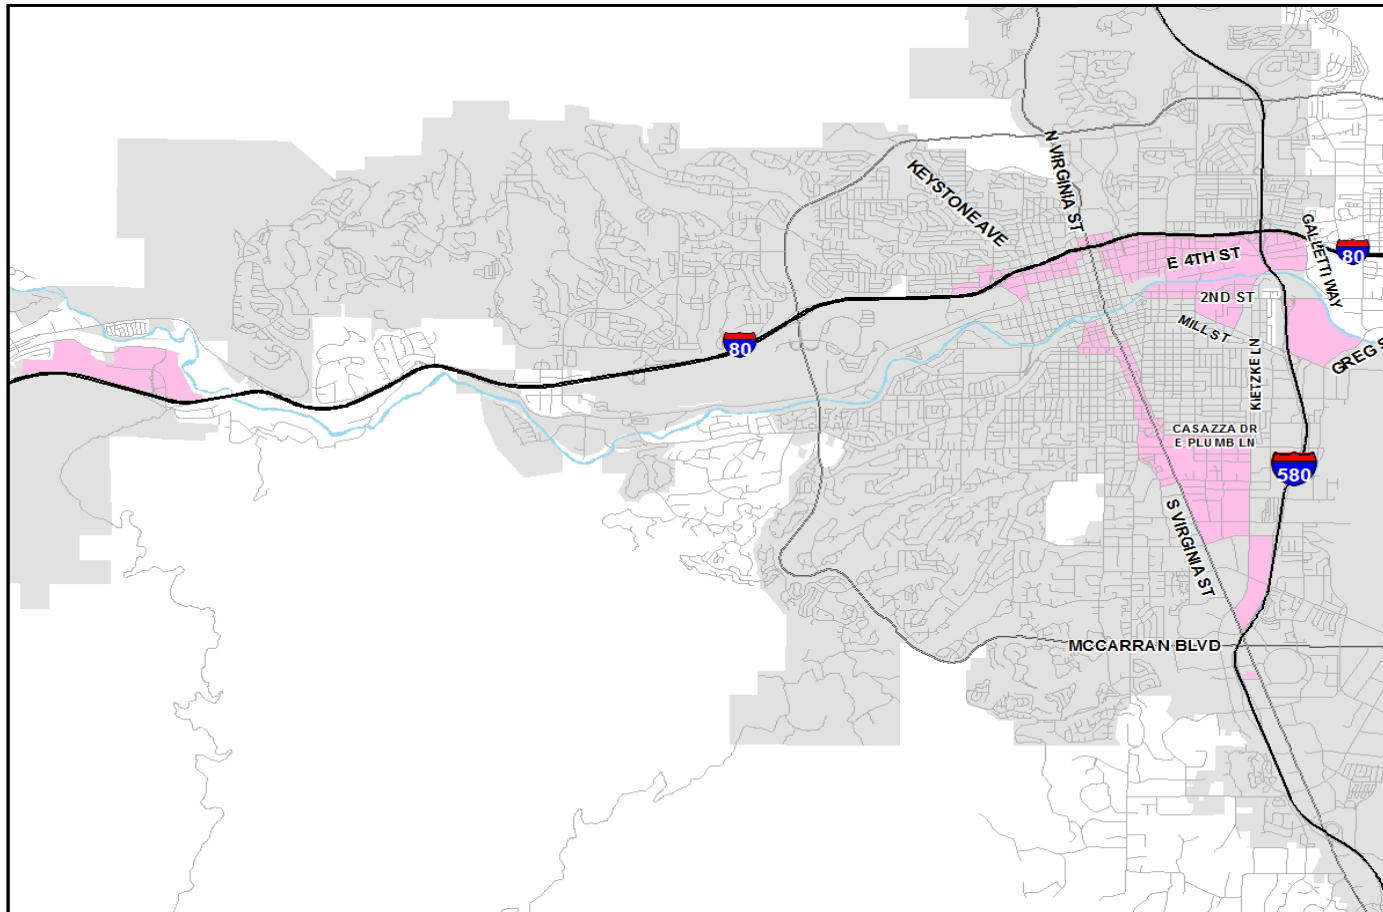 N VIRGINIA ST
KEYSTONE AVE
GALLETTI WAY
E 4TH ST
80
2ND ST
MILL ST
80
KIETZKE LN
GREG S
CASAZZA DR
E PLUMB LN
580
S VIRGINIA ST
MCCARRAN BLVD